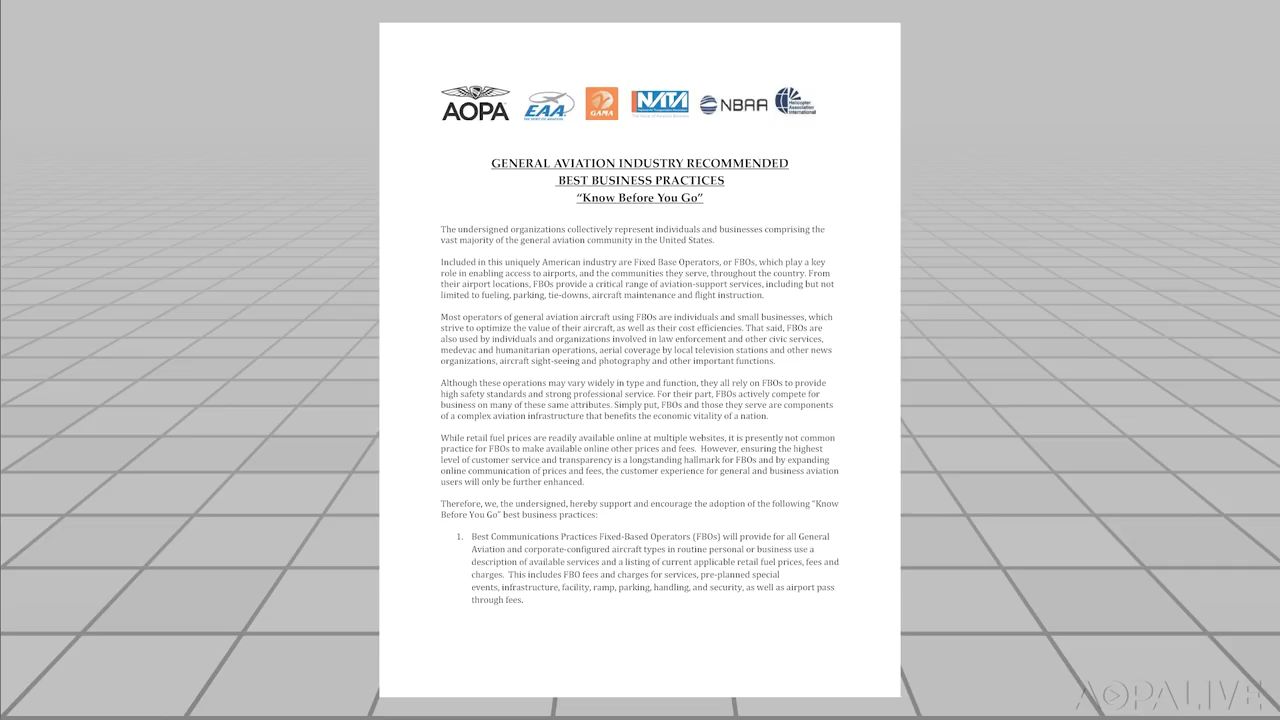 AOPA EAA GAMA NATA NBAA Helicopter Association International
THE SPIRIT OF AVIATION
GENERAL AVIATION INDUSTRY RECOMMENDED
BEST BUSINESS PRACTICES
“Know Before You Go”
The undersigned organizations collectively represent individuals and businesses comprising the
vast majority of the general aviation community in the United States.
Included in this uniquely American industry are Fixed Base Operators, or FBOs, which play a key
role in enabling access to airports, and the communities they serve, throughout the country. From
their airport locations, FBOs provide a critical range of aviation-support services, including but not
limited to fueling, parking, tie-downs, aircraft maintenance and flight instruction.
Most operators of general aviation aircraft using FBOs are individuals and small businesses, which
strive to optimize the value of their aircraft, as well as their cost efficiencies. That said, FBOs are
also used by individuals and organizations involved in law enforcement and other civic services,
medevac and humanitarian operations, aerial coverage by local television stations and other news
organizations, aircraft sight-seeing and photography and other important functions.
Although these operations may vary widely in type and function, they all rely on FBOs to provide
high safety standards and strong professional service. For their part, FBOs actively compete for
business on many of these same attributes. Simply put, FBOs and those they serve are components
of a complex aviation infrastructure that benefits the economic vitality of a nation.
While retail fuel prices are readily available online at multiple websites, it is presently not common
practice for FBOs to make available online other prices and fees. However, ensuring the highest
level of customer service and transparency is a longstanding hallmark for FBOs and by expanding
online communication of prices and fees, the customer experience for general and business aviation
users will only be further enhanced.
Therefore, we, the undersigned, hereby support and encourage the adoption of the following “Know
Before You Go” best business practices:
1. Best Communications Practices Fixed-Based Operators (FBOs) will provide for all General
Aviation and corporate-configured aircraft types in routine personal or business use a
description of available services and a listing of current applicable retail fuel prices, fees and
charges. This includes FBO fees and charges for services, pre-planned special
events, infrastructure, facility, ramp, parking, handling, and security, as well as airport pass
through fees.
AOPA LIVE